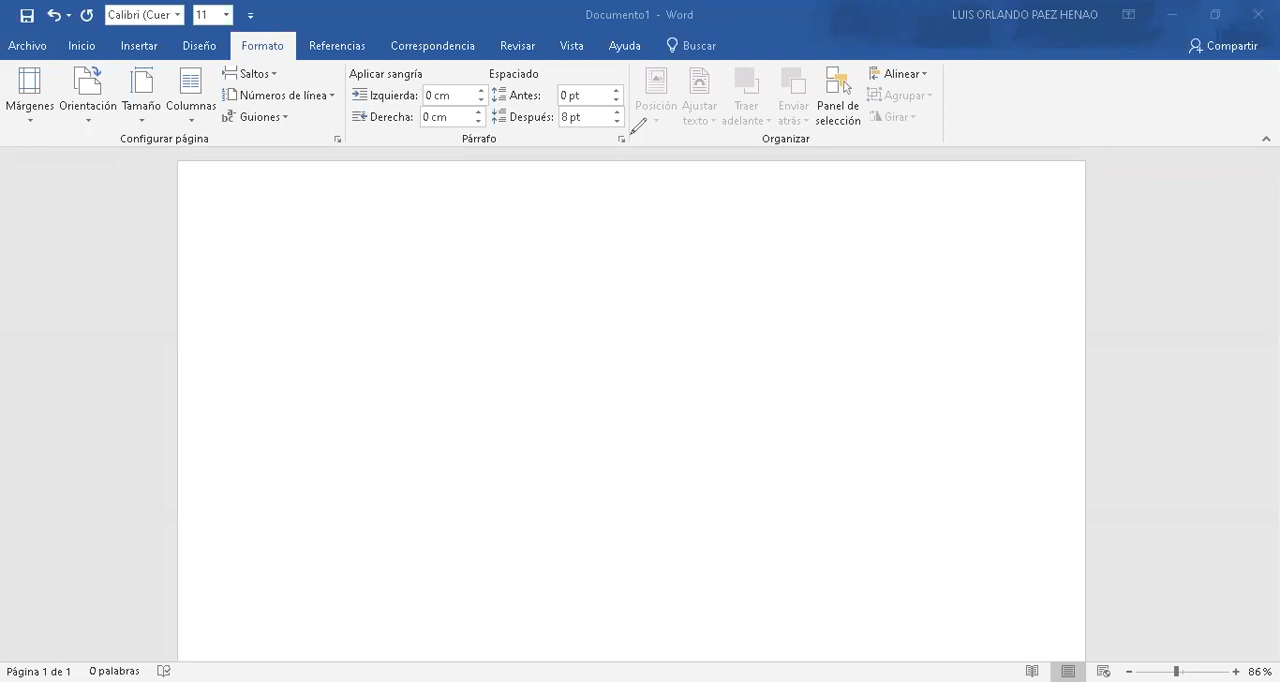 Calibri (Cuer 11 Documento1 - Word LUIS ORLANDO PAEZ HENAO
Archivo Inicio Insertar Diseño Formato Referencias Correspondencia Revisar Vista Ayuda Buscar Compartir
Márgenes Orientación Tamaño Columnas
Saltos
Números de línea
Guiones
Configurar página
Aplicar sangría Espaciado
Izquierda: 0 cm Antes: 0 pt
Derecha: 0 cm Después: 8 pt
Párrafo
Posición Ajustar texto Traer adelante Enviar atrás Panel de selección
Alinear
Agrupar
Girar
Organizar
Página 1 de 1 0 palabras 86%